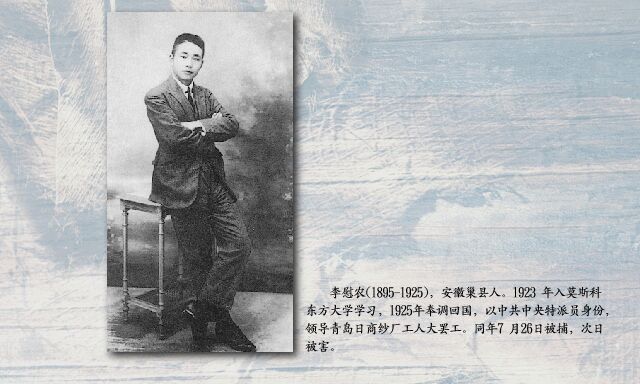 李慰农(1895-1925)，安徽巢县人。1923 年入莫斯科
东方大学学习，1925年奉调回国，以中共中央特派员身份，
领导青岛日商纱厂工人大罢工。同年7 月26日被捕，次日
被害。